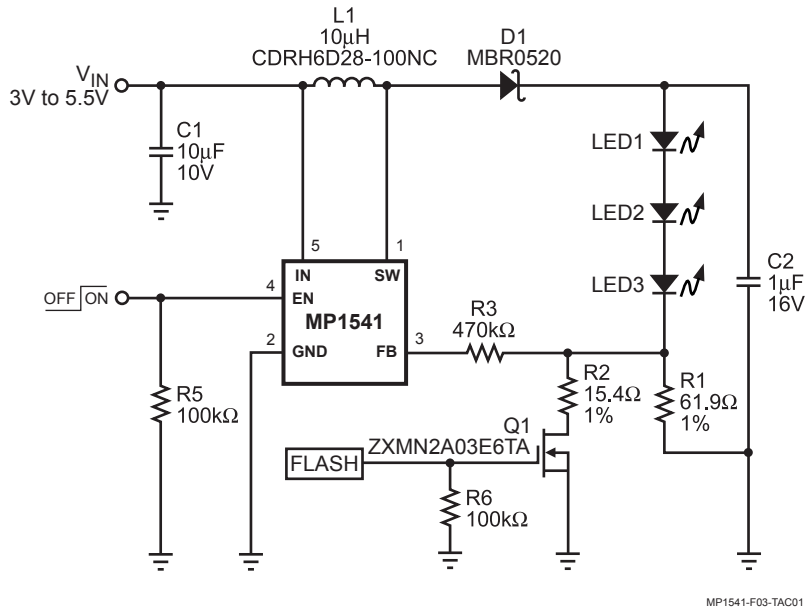 L1
10μH
CDRH6D28-100NC
D1
MBR0520
VIN
3V to 5.5V
C1
10μF
10V
LED1
LED2
LED3
C2
1μF
16V
5
1
IN
SW
4
EN
OFF ON
MP1541
2
GND
FB
3
R3
470kΩ
R2
15.4Ω
1%
R1
61.9Ω
1%
R5
100kΩ
Q1
ZXMN2A03E6TA
FLASH
R6
100kΩ
MP1541-F03-TAC01